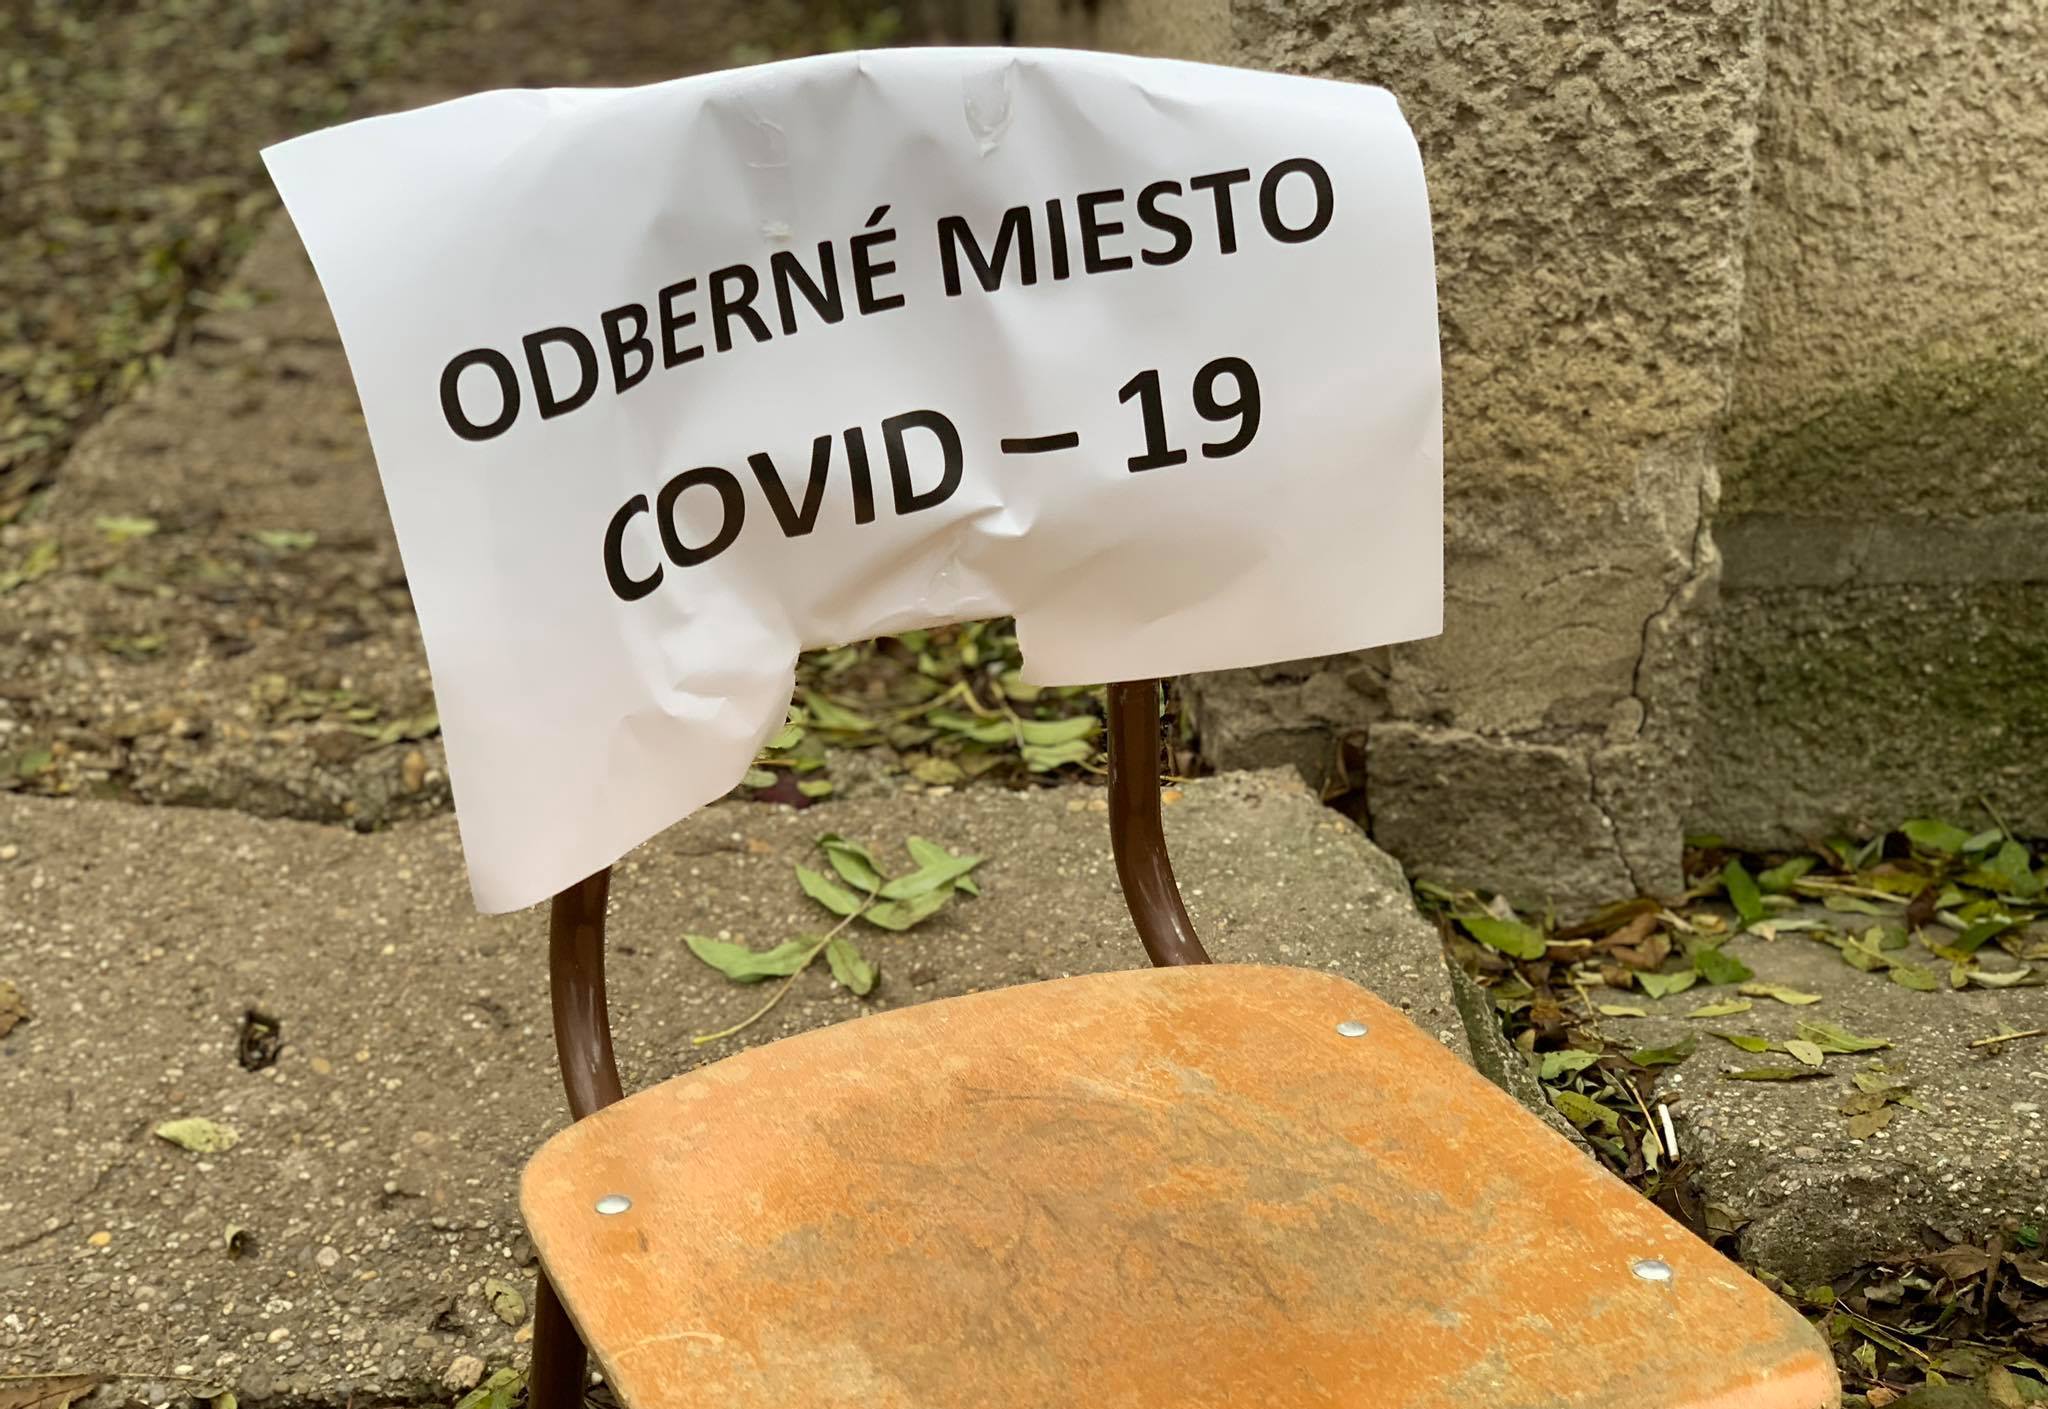 ODBERNÉ MIESTO
COVID – 19